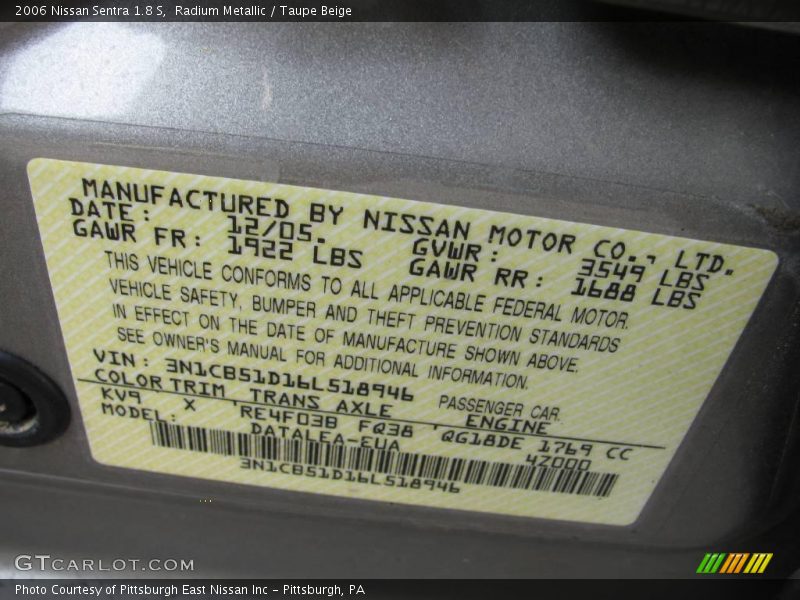 2006 Nissan Sentra 1.8 S, Radium Metallic / Taupe Beige
MANUFACTURED BY NISSAN MOTOR CO., LTD.
DATE: 12/05. GVWR: 3549 LBS
GAWR FR: 1922 LBS GAWR RR: 1688 LBS
THIS VEHICLE CONFORMS TO ALL APPLICABLE FEDERAL MOTOR.
VEHICLE SAFETY, BUMPER AND THEFT PREVENTION STANDARDS
IN EFFECT ON THE DATE OF MANUFACTURE SHOWN ABOVE.
SEE OWNER'S MANUAL FOR ADDITIONAL INFORMATION.
VIN: 3N1CB51D16L518946 PASSENGER CAR.
COLOR TRIM TRANS AXLE ENGINE
KV9 X RE4F03B FQ38 QG18DE 1769 CC
MODEL: DATALEA-EUA 4Z000
3N1CB51D16L518946
GTCARLOT.COM
Photo Courtesy of Pittsburgh East Nissan Inc - Pittsburgh, PA